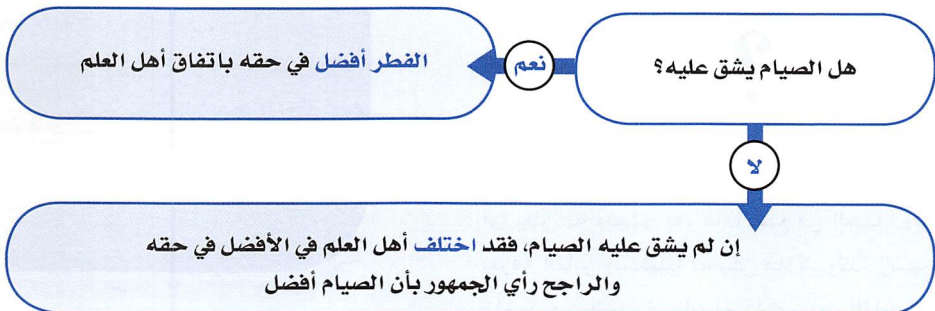 هل الصيام يشق عليه؟
نعم
الفطر أفضل في حقه باتفاق أهل العلم
لا
إن لم يشق عليه الصيام، فقد اختلف أهل العلم في الأفضل في حقه
والراجح رأي الجمهور بأن الصيام أفضل